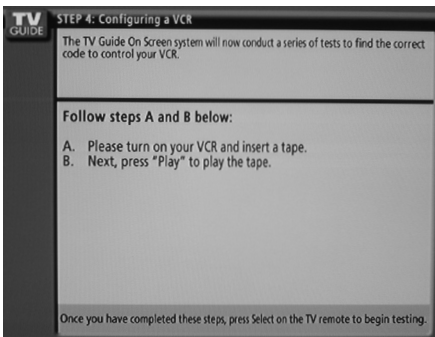 TV
GUIDE
STEP 4: Configuring a VCR
The TV Guide On Screen system will now conduct a series of tests to find the correct
code to control your VCR.
Follow steps A and B below:
A. Please turn on your VCR and insert a tape.
B. Next, press "Play" to play the tape.
Once you have completed these steps, press Select on the TV remote to begin testing.